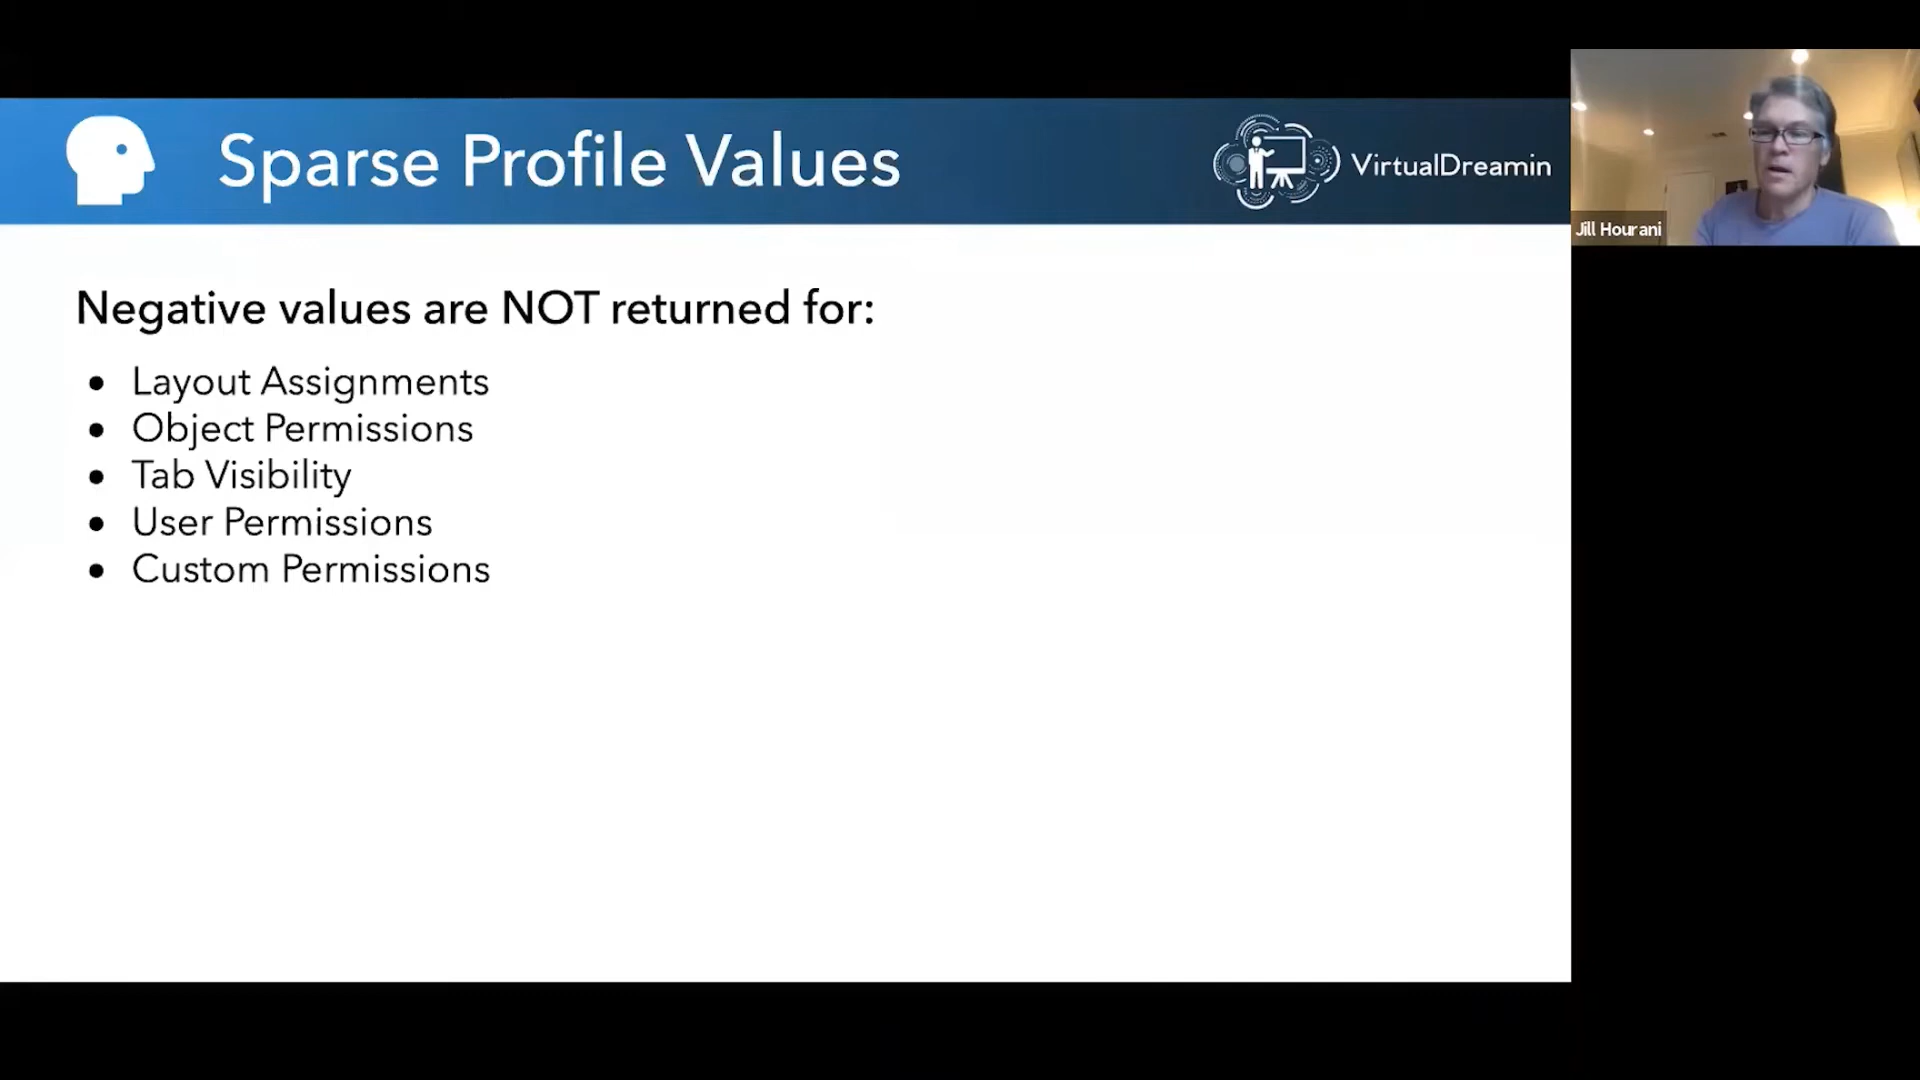 Sparse Profile Values
VirtualDreamin
Jill Hourani
Negative values are NOT returned for:
• Layout Assignments
• Object Permissions
• Tab Visibility
• User Permissions
• Custom Permissions